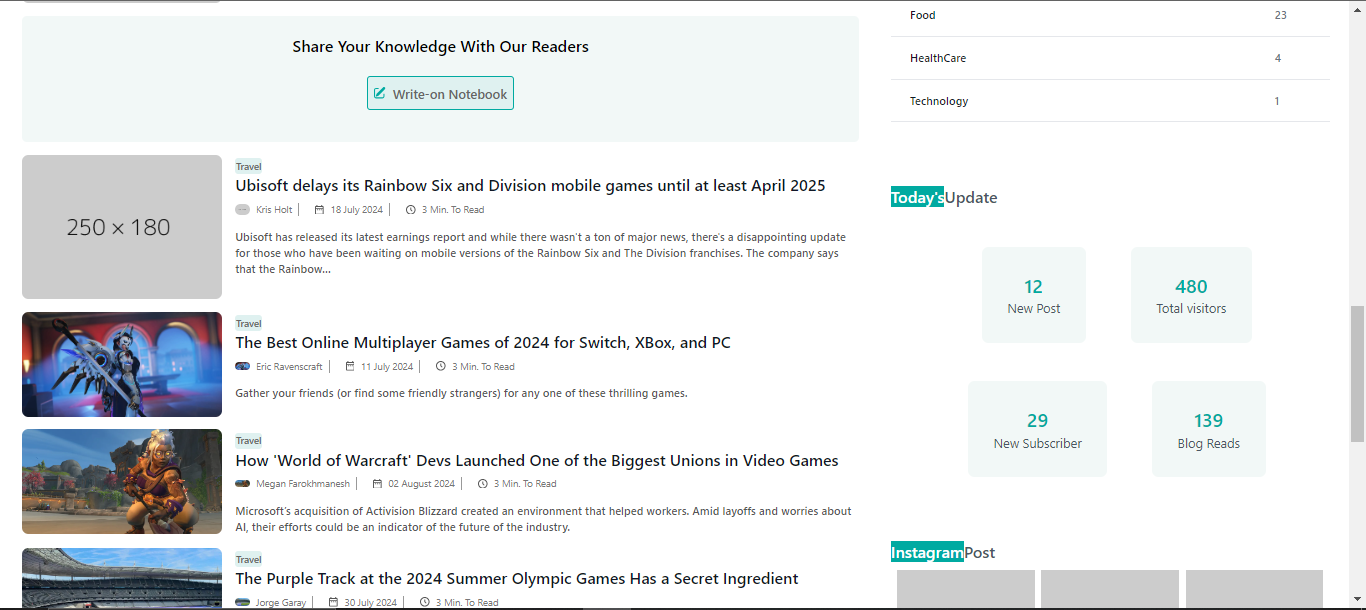 Share Your Knowledge With Our Readers
Write-on Notebook
250 × 180
Travel
Ubisoft delays its Rainbow Six and Division mobile games until at least April 2025
Kris Holt | 18 July 2024 | 3 Min. To Read
Ubisoft has released its latest earnings report and while there wasn't a ton of major news, there's a disappointing update
for those who have been waiting on mobile versions of the Rainbow Six and The Division franchises. The company says
that the Rainbow...
Travel
The Best Online Multiplayer Games of 2024 for Switch, XBox, and PC
Eric Ravenscraft | 11 July 2024 | 3 Min. To Read
Gather your friends (or find some friendly strangers) for any one of these thrilling games.
Travel
How 'World of Warcraft' Devs Launched One of the Biggest Unions in Video Games
Megan Farokhmanesh | 02 August 2024 | 3 Min. To Read
Microsoft's acquisition of Activision Blizzard created an environment that helped workers. Amid layoffs and worries about
AI, their efforts could be an indicator of the future of the industry.
Travel
The Purple Track at the 2024 Summer Olympic Games Has a Secret Ingredient
Jorge Garay | 30 July 2024 | 3 Min. To Read
Food 23
HealthCare 4
Technology 1
Today'sUpdate
12
New Post
480
Total visitors
29
New Subscriber
139
Blog Reads
InstagramPost